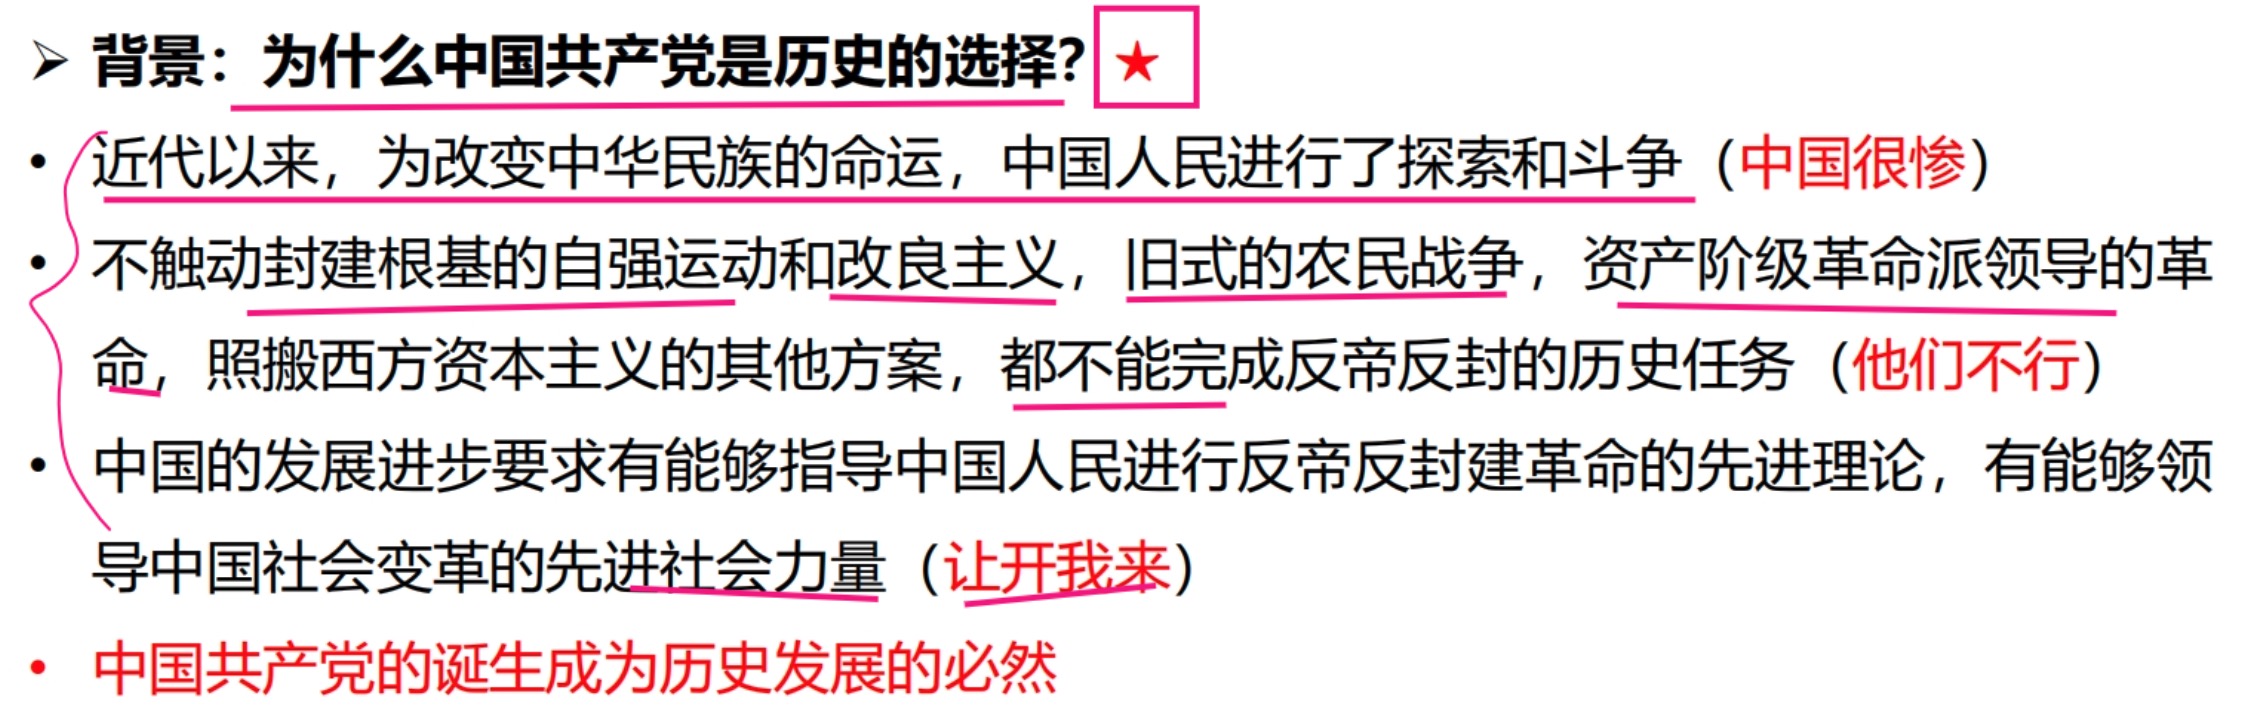 ➢ 背景：为什么中国共产党是历史的选择？★
• 近代以来，为改变中华民族的命运，中国人民进行了探索和斗争（中国很惨）
• 不触动封建根基的自强运动和改良主义，旧式的农民战争，资产阶级革命派领导的革
命，照搬西方资本主义的其他方案，都不能完成反帝反封的历史任务（他们不行）
• 中国的发展进步要求有能够指导中国人民进行反帝反封建革命的先进理论，有能够领
导中国社会变革的先进社会力量（让开我来）
• 中国共产党的诞生成为历史发展的必然